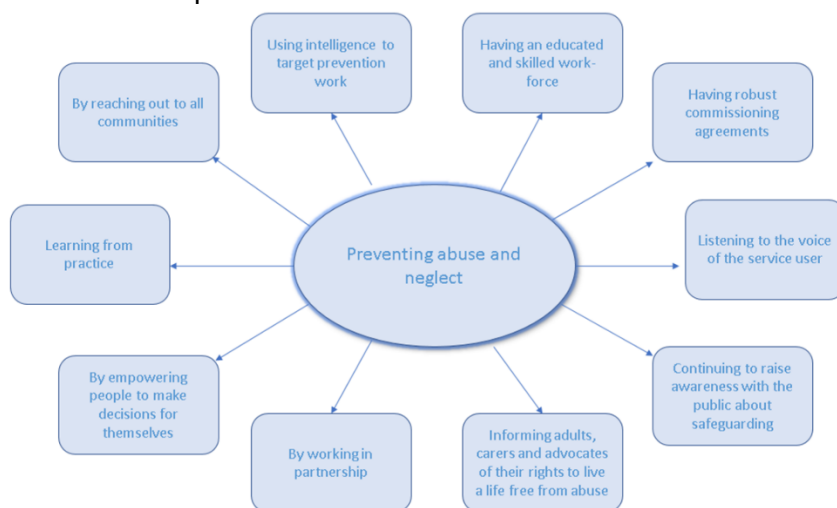 Using intelligence to
target prevention
work
Having an educated
and skilled work-
force
By reaching out to all
communities
Having robust
commissioning
agreements
Learning from
practice
Preventing abuse and
neglect
Listening to the voice
of the service user
By empowering
people to make
decisions for
themselves
By working in
partnership
Informing adults,
carers and advocates
of their rights to live
a life free from abuse
Continuing to raise
awareness with the
public about
safeguarding